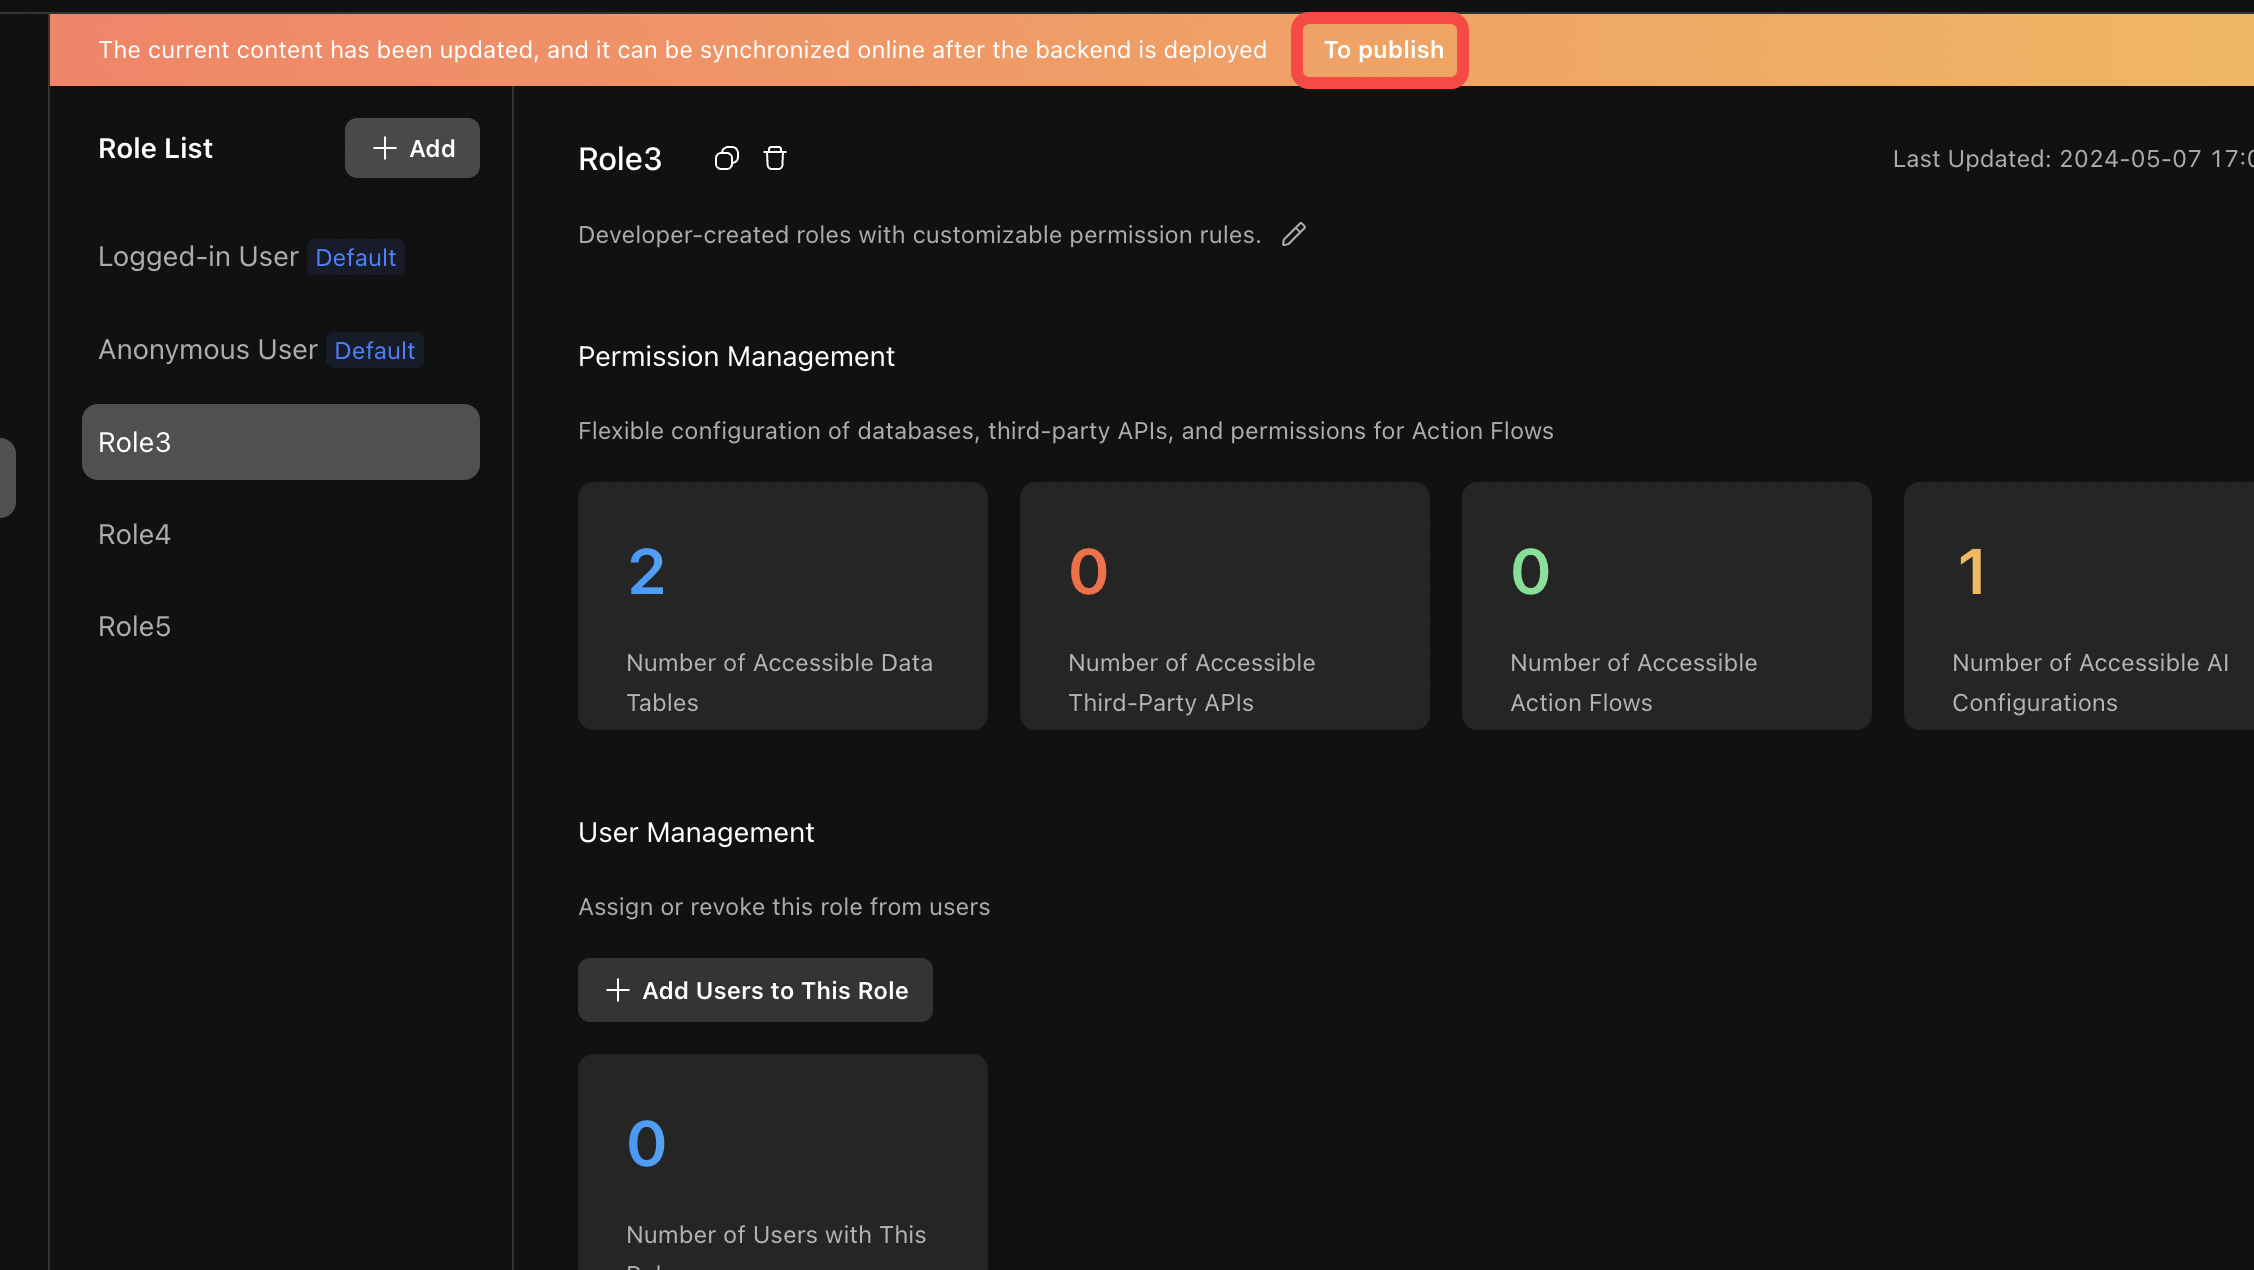 The current content has been updated, and it can be synchronized online after the backend is deployed
To publish
Role List
Add
Logged-in User Default
Anonymous User Default
Role3
Role4
Role5
Role3
Last Updated: 2024-05-07 17:0
Developer-created roles with customizable permission rules.
Permission Management
Flexible configuration of databases, third-party APIs, and permissions for Action Flows
2
Number of Accessible Data
Tables
0
Number of Accessible
Third-Party APIs
0
Number of Accessible
Action Flows
1
Number of Accessible AI
Configurations
User Management
Assign or revoke this role from users
Add Users to This Role
0
Number of Users with This